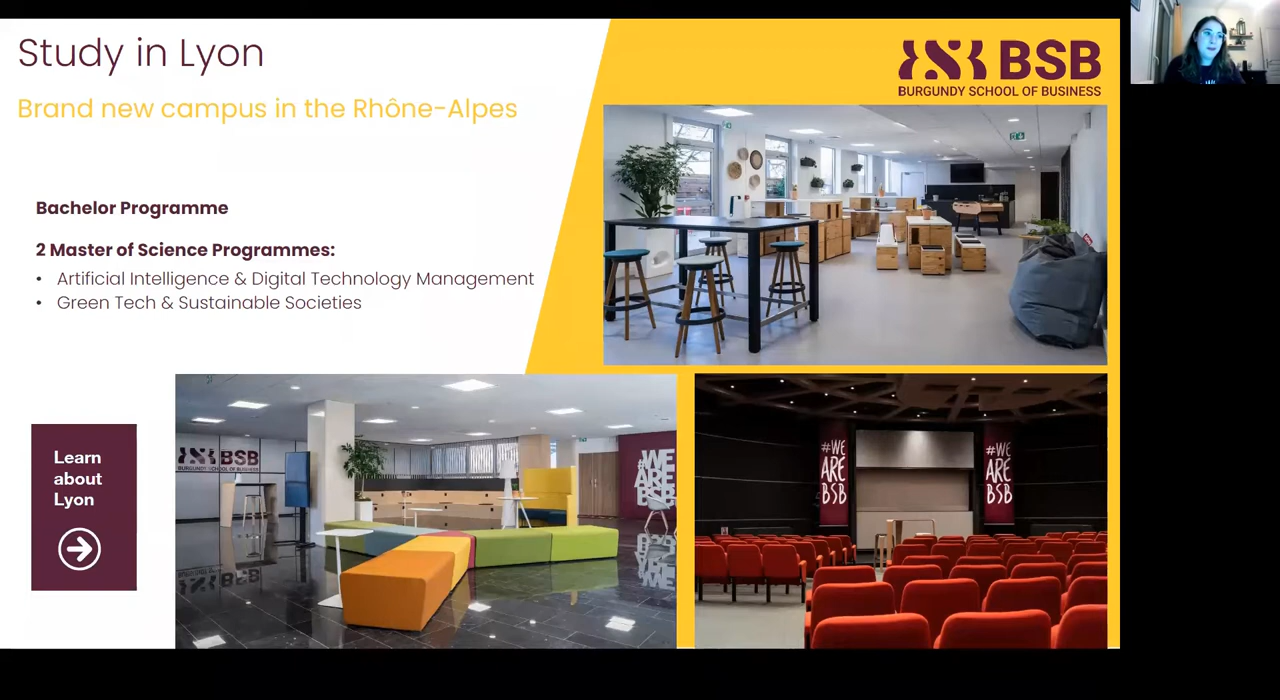 Study in Lyon
Brand new campus in the Rhône-Alpes
BSB
BURGUNDY SCHOOL OF BUSINESS
Bachelor Programme
2 Master of Science Programmes:
• Artificial Intelligence & Digital Technology Management
• Green Tech & Sustainable Societies
Learn
about
Lyon
BSB
BURGUNDY SCHOOL OF BUSINESS
#WE
ARE
BSB
#WE
ARE
BSB
#WE
ARE
BSB